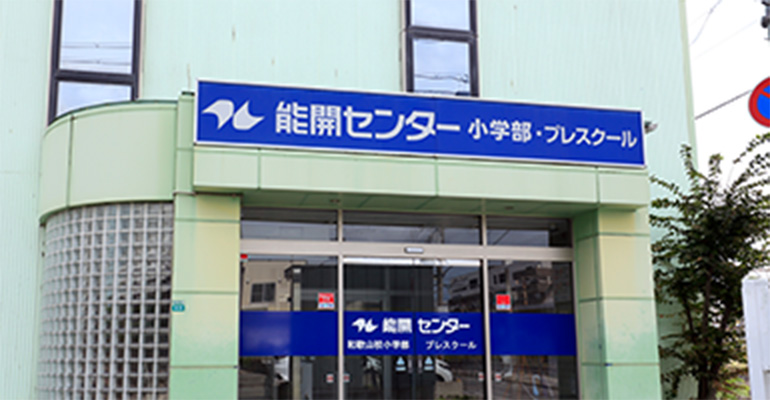 能開センター 小学部・プレスクール
能開センター
和歌山校小学部 プレスクール